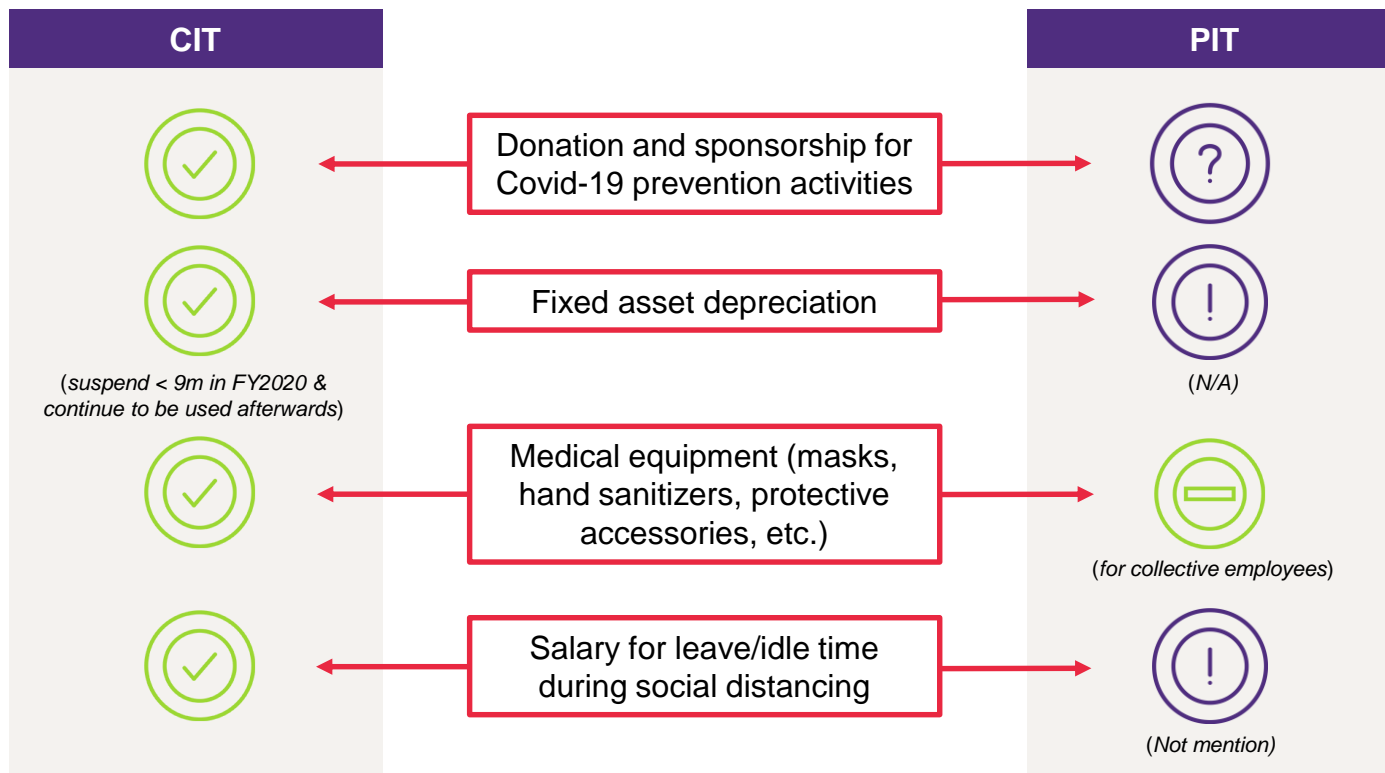 CIT
PIT
Donation and sponsorship for
Covid-19 prevention activities
?
Fixed asset depreciation
!
(suspend < 9m in FY2020 &
continue to be used afterwards)
(N/A)
Medical equipment (masks,
hand sanitizers, protective
accessories, etc.)
(for collective employees)
Salary for leave/idle time
during social distancing
!
(Not mention)